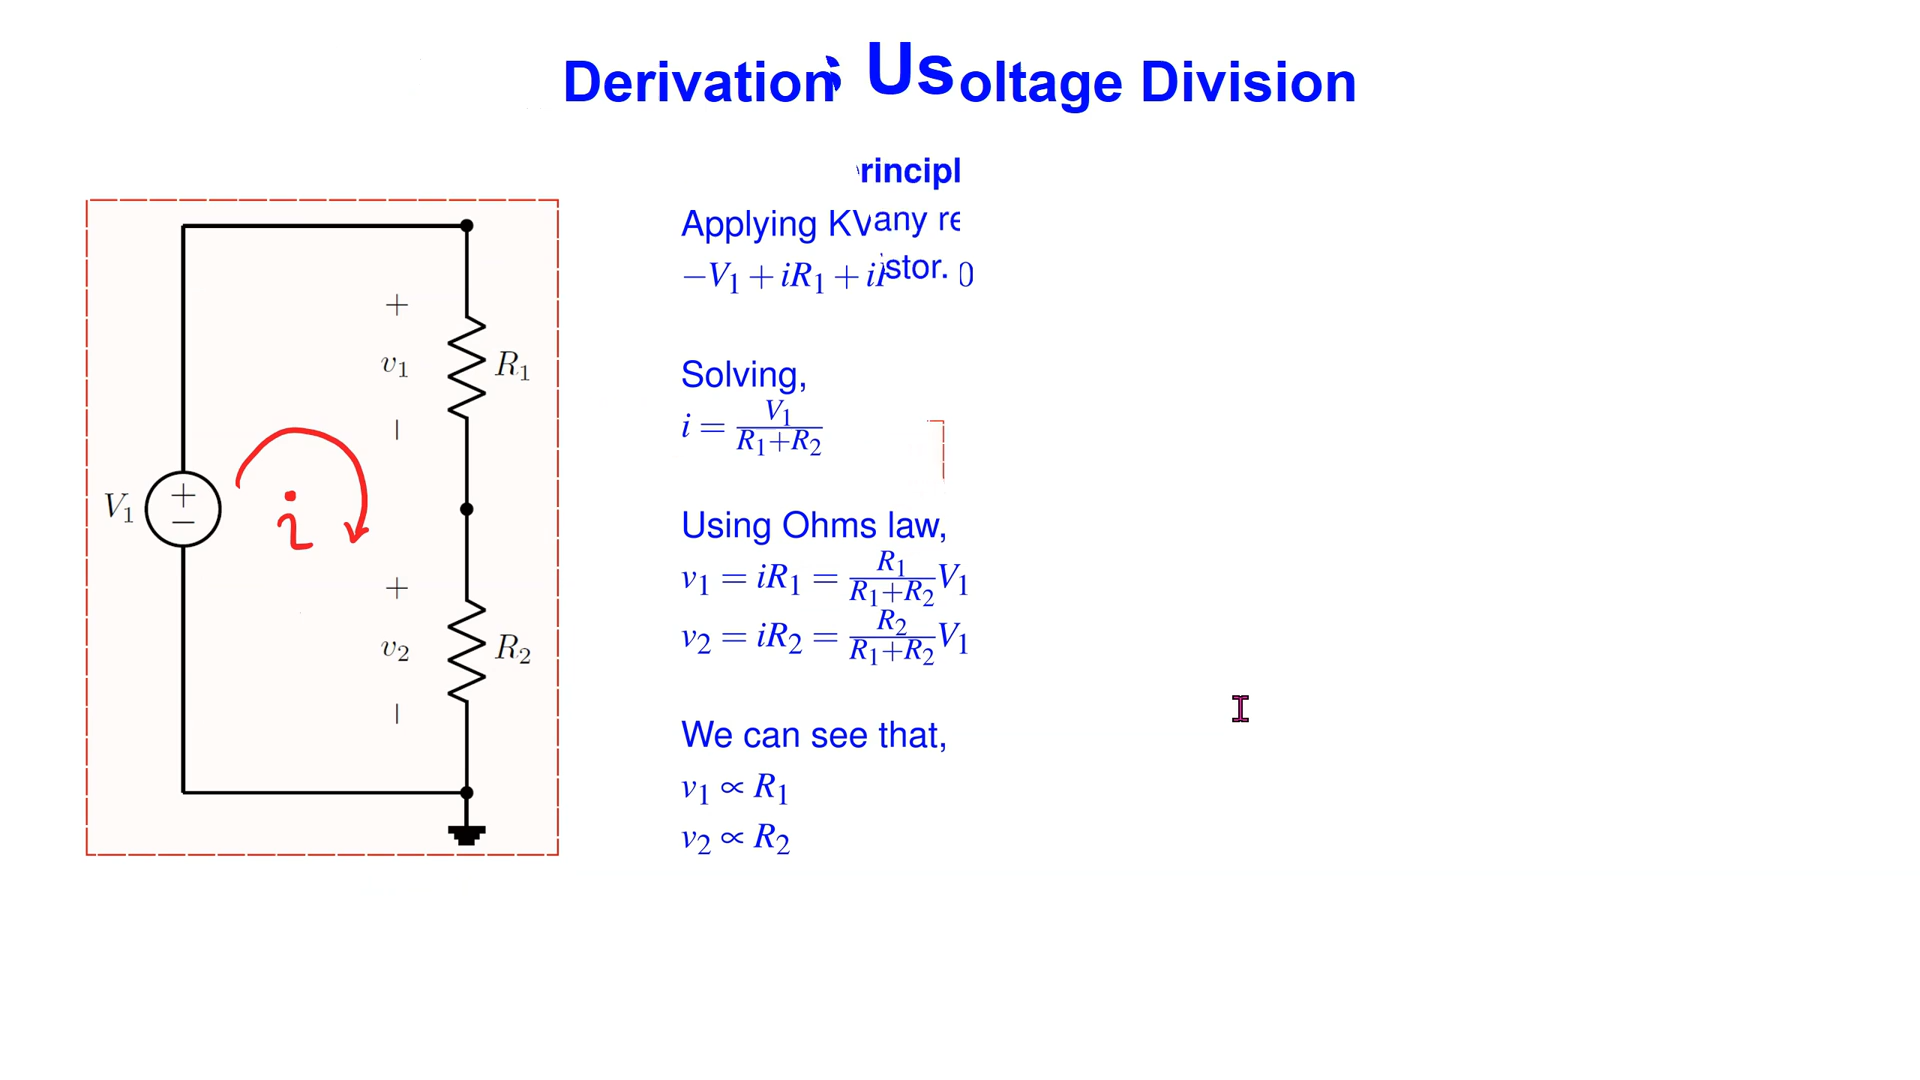 Derivation Us oltage Division
rincipl
Applying KV any re
−V₁ + iR₁ + i stor. 0
Solving,
i = V₁/(R₁+R₂)
Using Ohms law,
v₁ = iR₁ = R₁/(R₁+R₂) V₁
v₂ = iR₂ = R₂/(R₁+R₂) V₁
We can see that,
v₁ ∝ R₁
v₂ ∝ R₂
+
v₁ R₁
−
V₁ + −
i
+
v₂ R₂
−